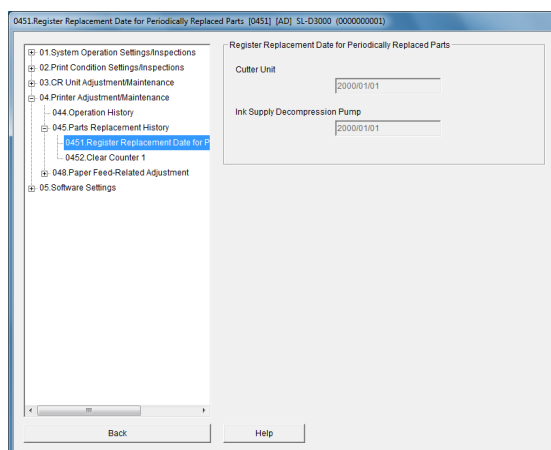 0451.Register Replacement Date for Periodically Replaced Parts [0451] [AD] SL-D3000 (0000000001)
01.System Operation Settings/Inspections
02.Print Condition Settings/Inspections
03.CR Unit Adjustment/Maintenance
04.Printer Adjustment/Maintenance
044.Operation History
045.Parts Replacement History
0451.Register Replacement Date for P
0452.Clear Counter 1
048.Paper Feed-Related Adjustment
05.Software Settings
Register Replacement Date for Periodically Replaced Parts
Cutter Unit
2000/01/01
Ink Supply Decompression Pump
2000/01/01
Back
Help